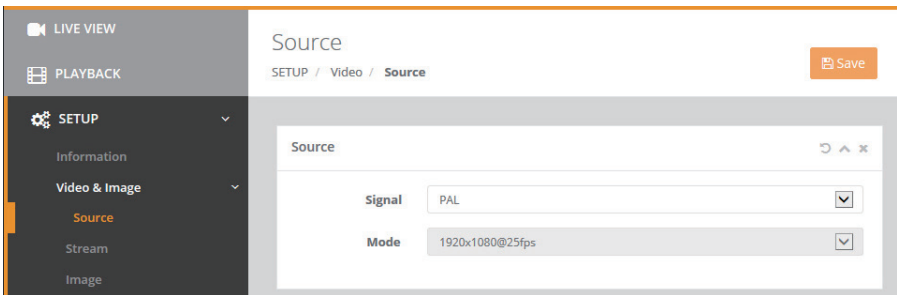 LIVE VIEW
PLAYBACK
SETUP
Information
Video & Image
Source
Stream
Image
Source
SETUP / Video / Source
Save
Source
Signal PAL
Mode 1920x1080@25fps